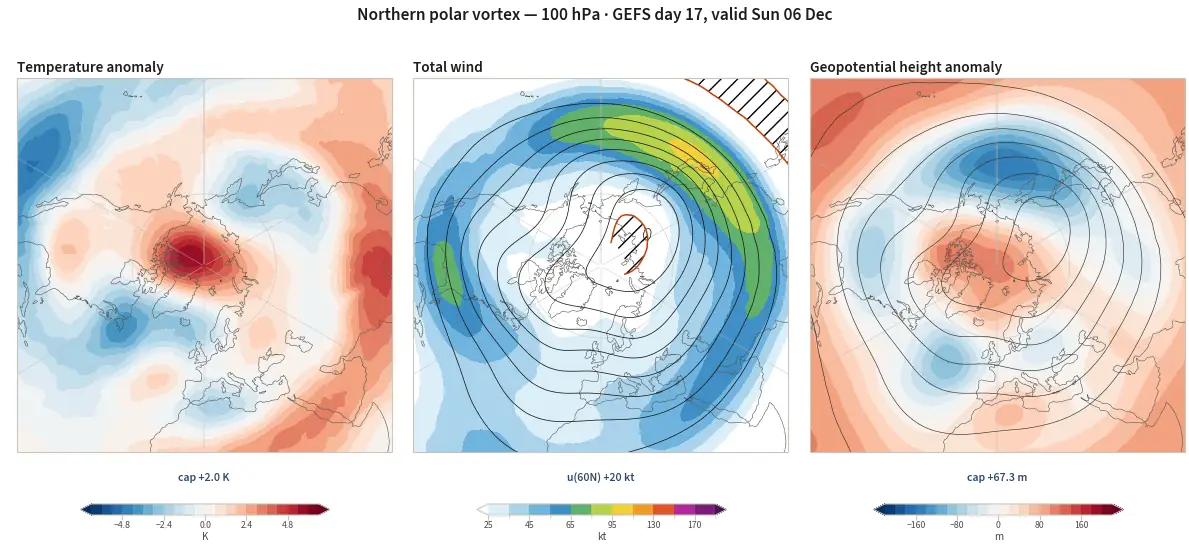 Northern polar vortex — 100 hPa · GEFS day 17, valid Sun 06 Dec
Temperature anomaly
Total wind
Geopotential height anomaly
cap +2.0 K
u(60N) +20 kt
cap +67.3 m
−4.8 −2.4 0.0 2.4 4.8
K
25 45 65 95 130 170
kt
−160 −80 0 80 160
m